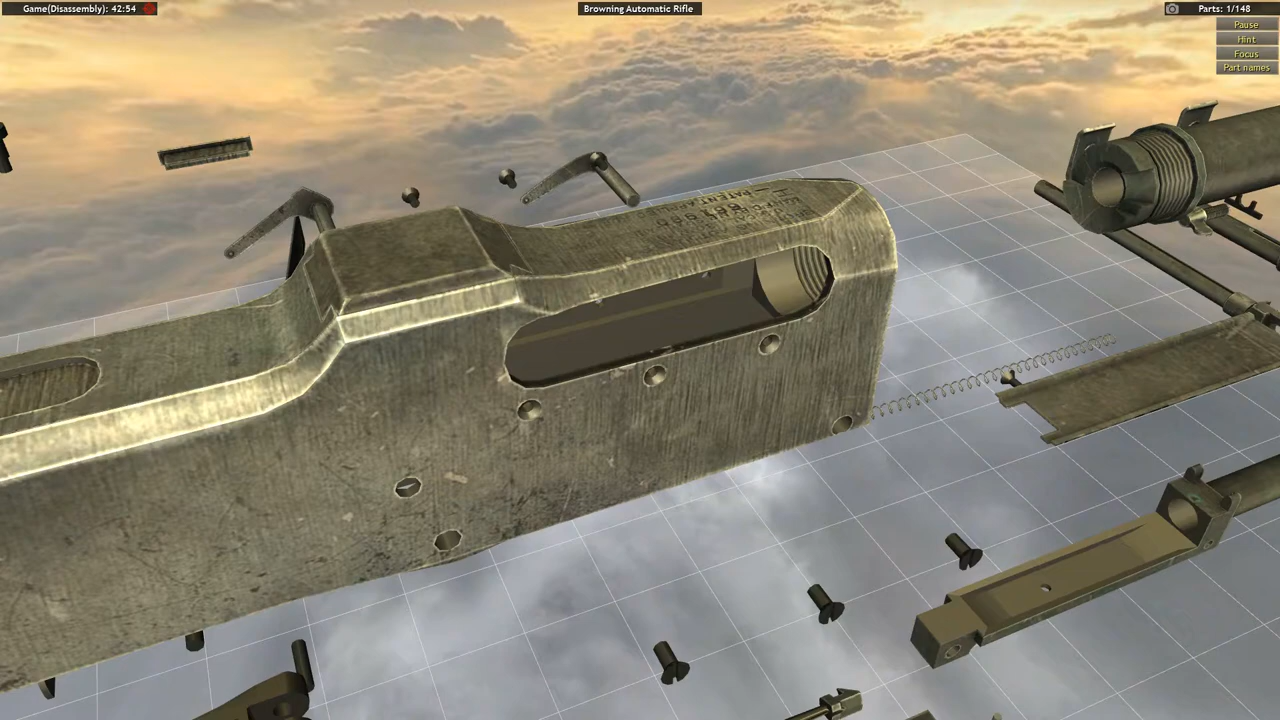 Game(Disassembly): 42:54
Browning Automatic Rifle
Parts: 1/148
Pause
Hint
Focus
Part names